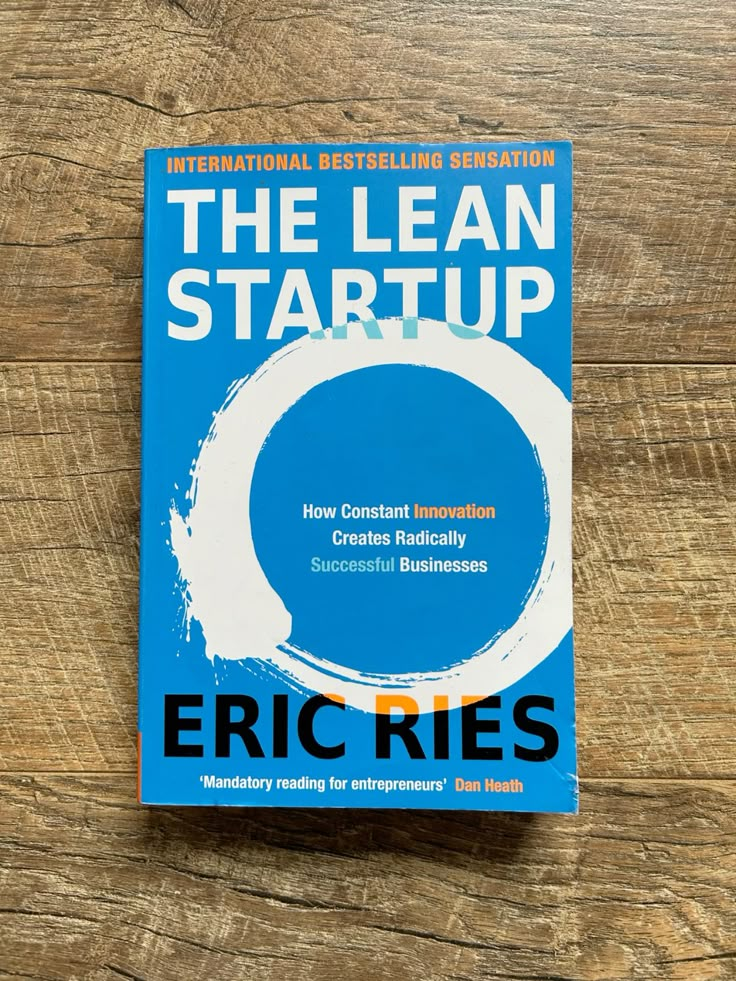 INTERNATIONAL BESTSELLING SENSATION
THE LEAN
STARTUP
How Constant Innovation
Creates Radically
Successful Businesses
ERIC RIES
‘Mandatory reading for entrepreneurs’ Dan Heath